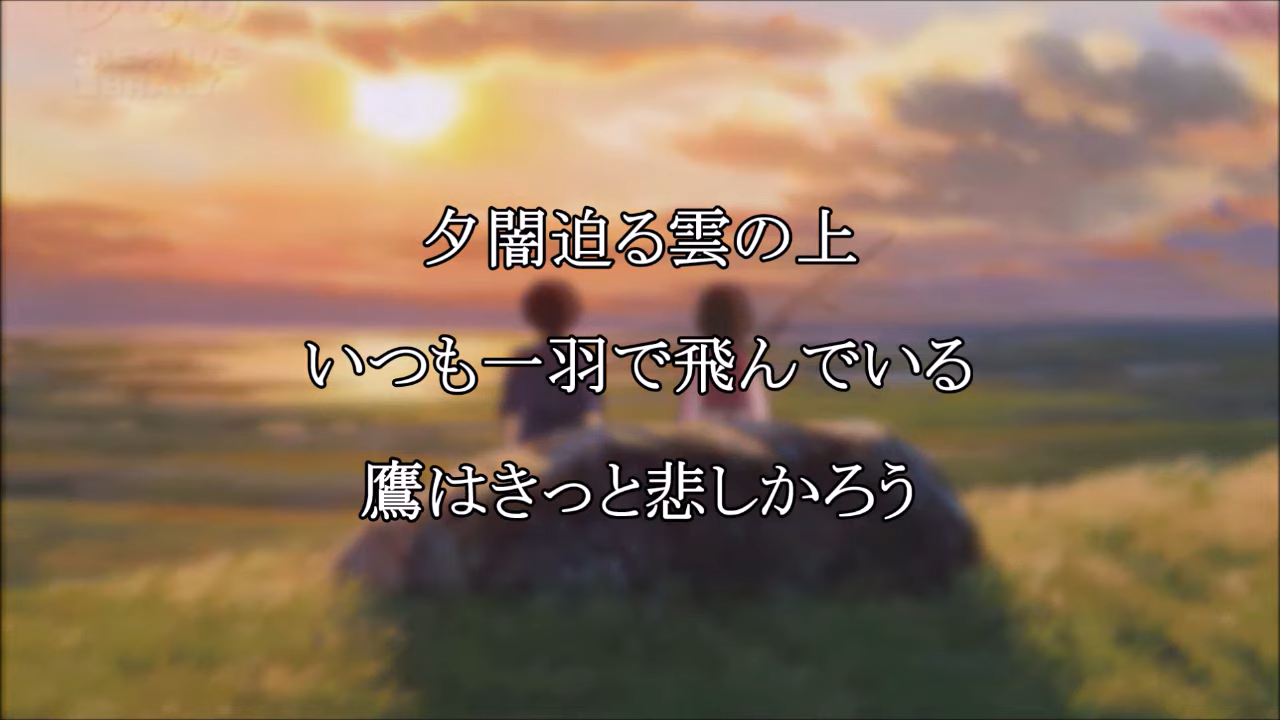 夕闇迫る雲の上
いつも一羽で飛んでいる
鷹はきっと悲しかろう